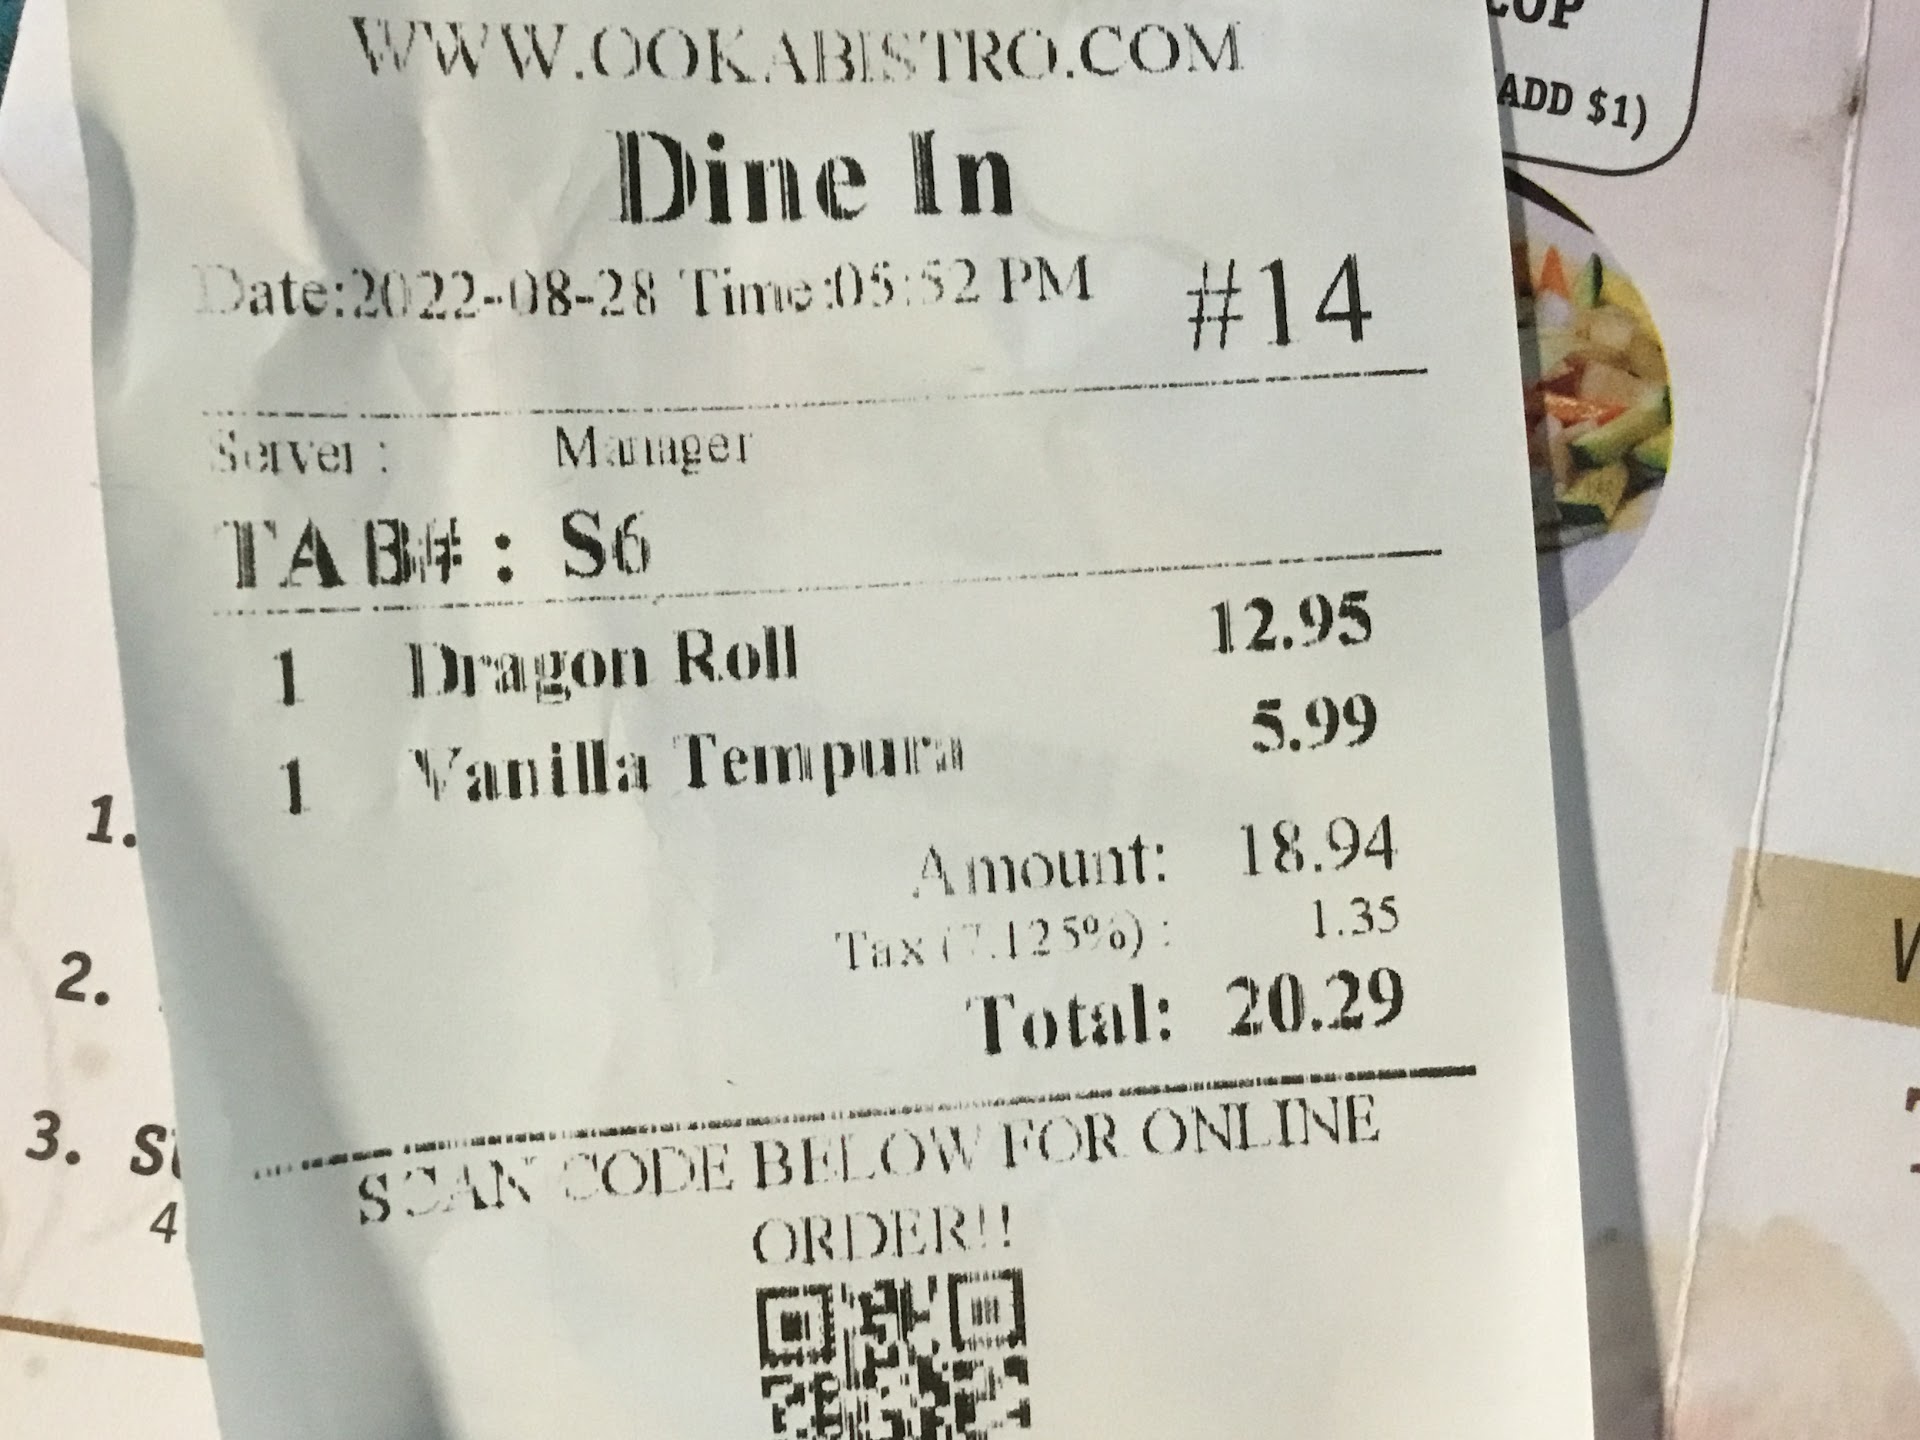 WWW.OOKABISTRO.COM
Dine In
Date:2022-08-28 Time:05:52 PM #14
Server : Manager
TAB# : S6
1 Dragon Roll 12.95
1 Vanilla Tempura 5.99
Amount: 18.94
Tax (7.125%) : 1.35
Total: 20.29
SCAN CODE BELOW FOR ONLINE
ORDER!!
ADD $1)
1.
2.
3.
4